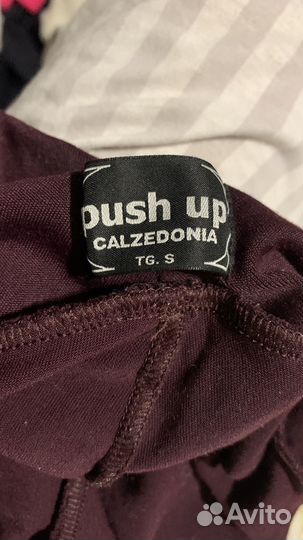 push up
CALZEDONIA
TG. S
Avito